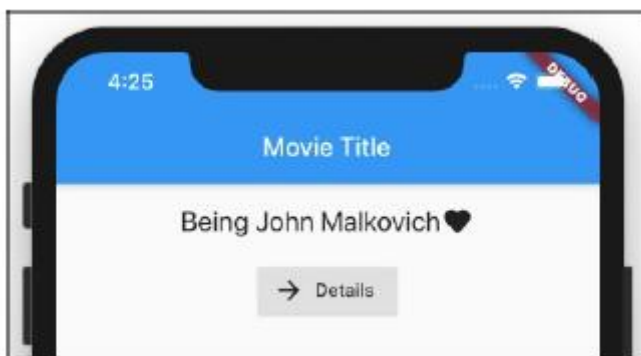 4:25
DEBUG
Movie Title
Being John Malkovich♥
→ Details